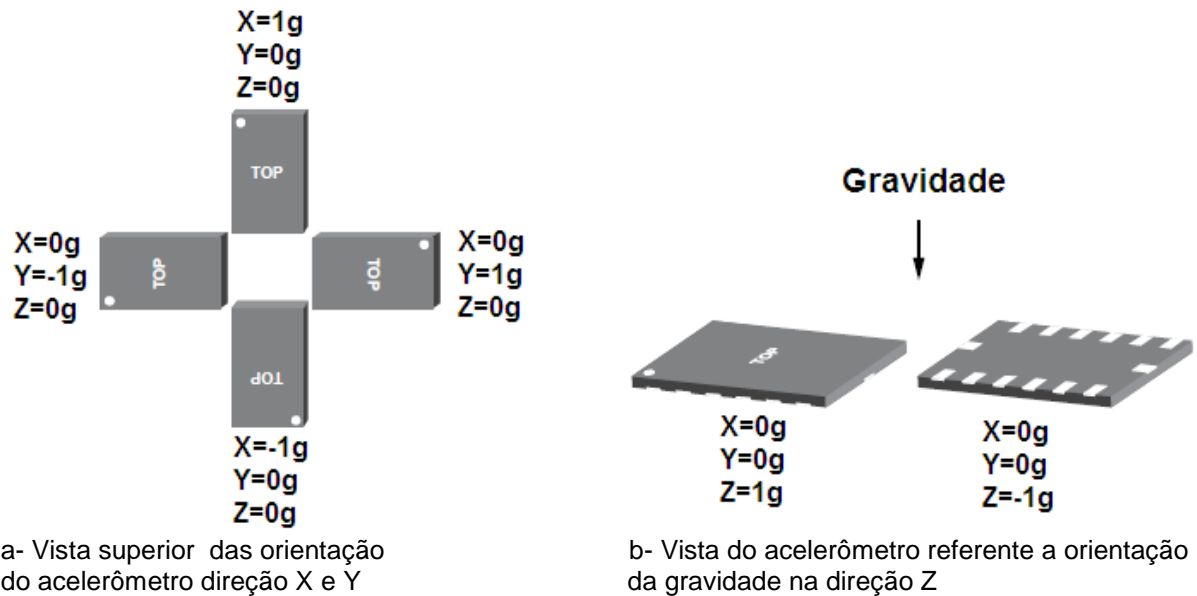 X=1g
Y=0g
Z=0g
TOP
X=0g
Y=-1g
Z=0g
TOP
TOP
X=0g
Y=1g
Z=0g
TOP
X=-1g
Y=0g
Z=0g
a- Vista superior das orientação
do acelerômetro direção X e Y
Gravidade
TOP
X=0g
Y=0g
Z=1g
X=0g
Y=0g
Z=-1g
b- Vista do acelerômetro referente a orientação
da gravidade na direção Z